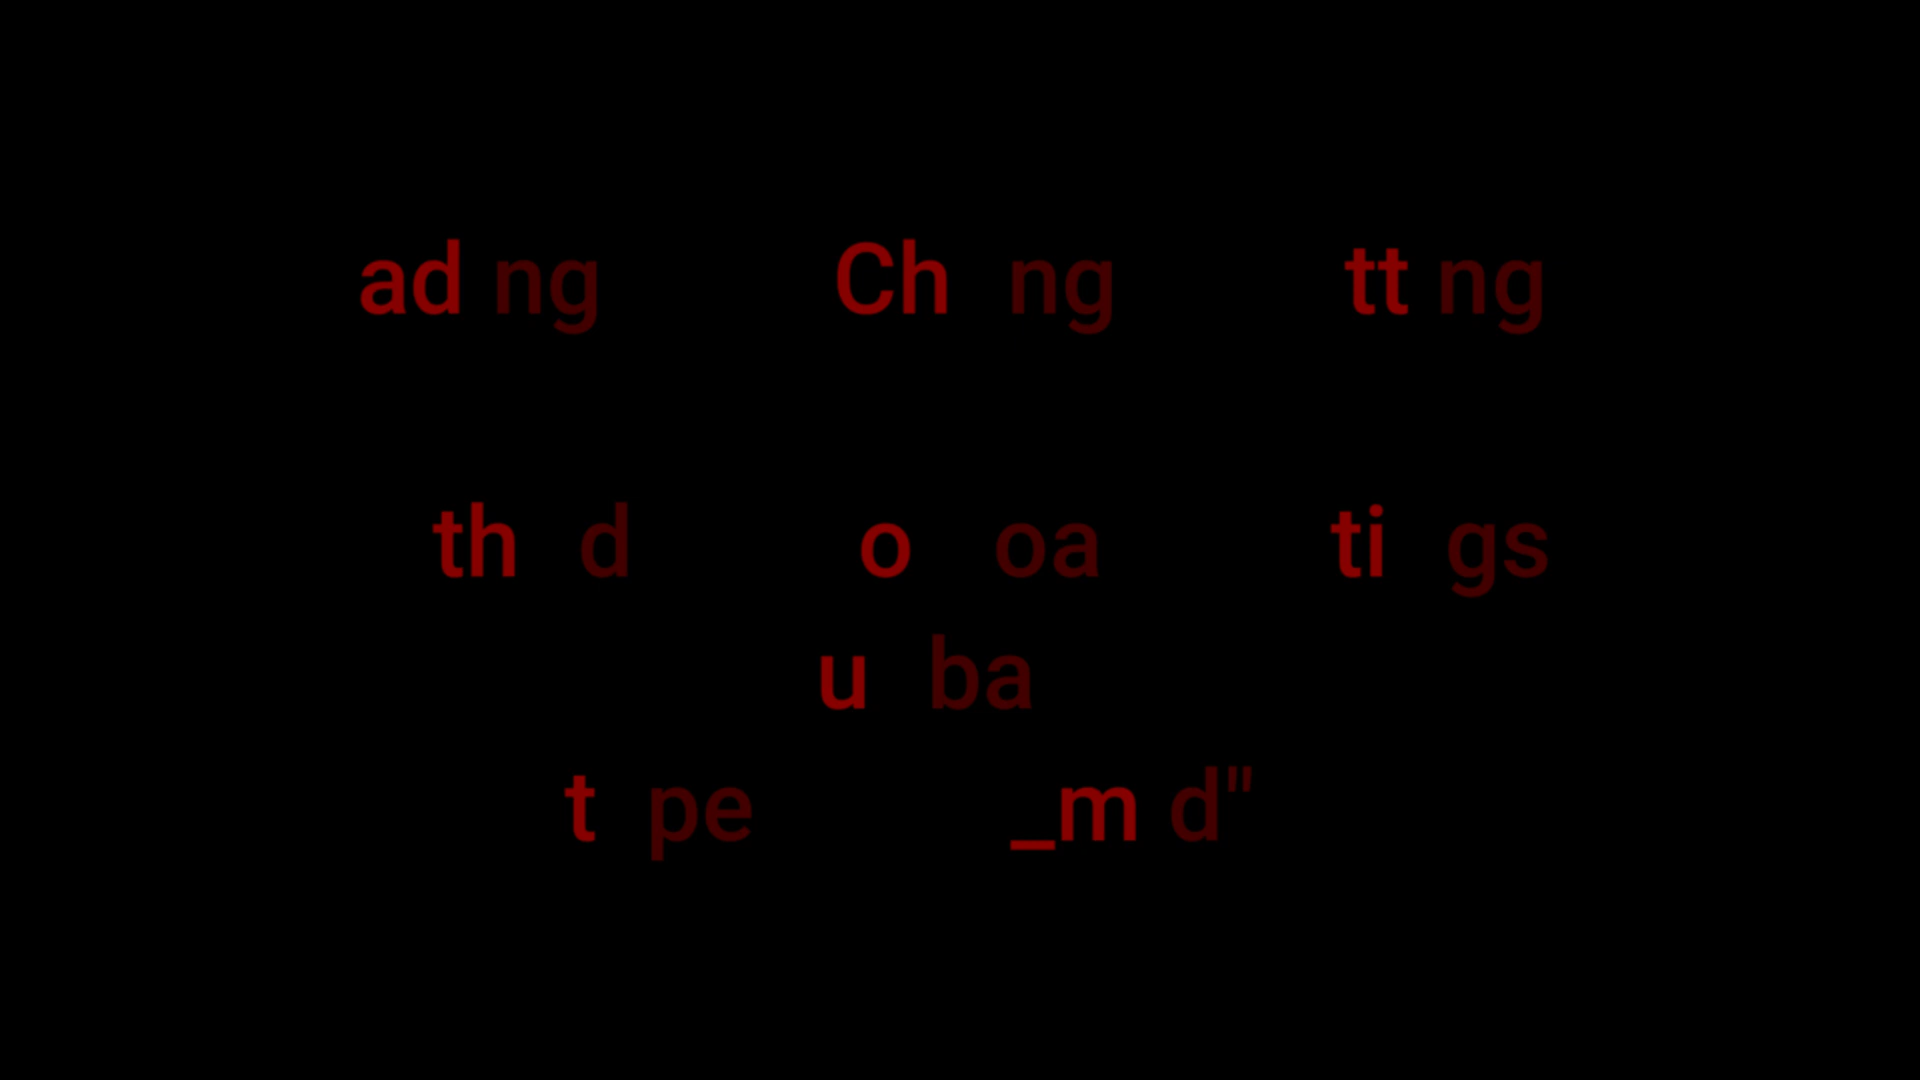 ad ng Ch ng tt ng
th d o oa ti gs
u ba
t pe _m d"